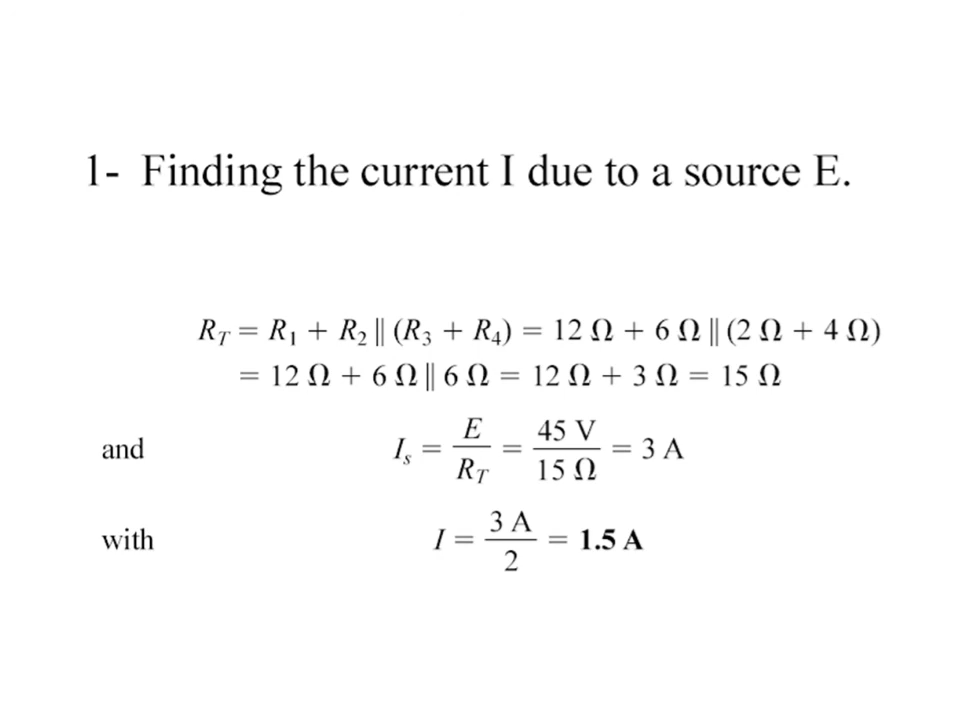 1- Finding the current I due to a source E.
R_T = R_1 + R_2 ∥ (R_3 + R_4) = 12 Ω + 6 Ω ∥ (2 Ω + 4 Ω)
= 12 Ω + 6 Ω ∥ 6 Ω = 12 Ω + 3 Ω = 15 Ω
and I_s = E/R_T = 45 V/15 Ω = 3 A
with I = 3 A/2 = 1.5 A